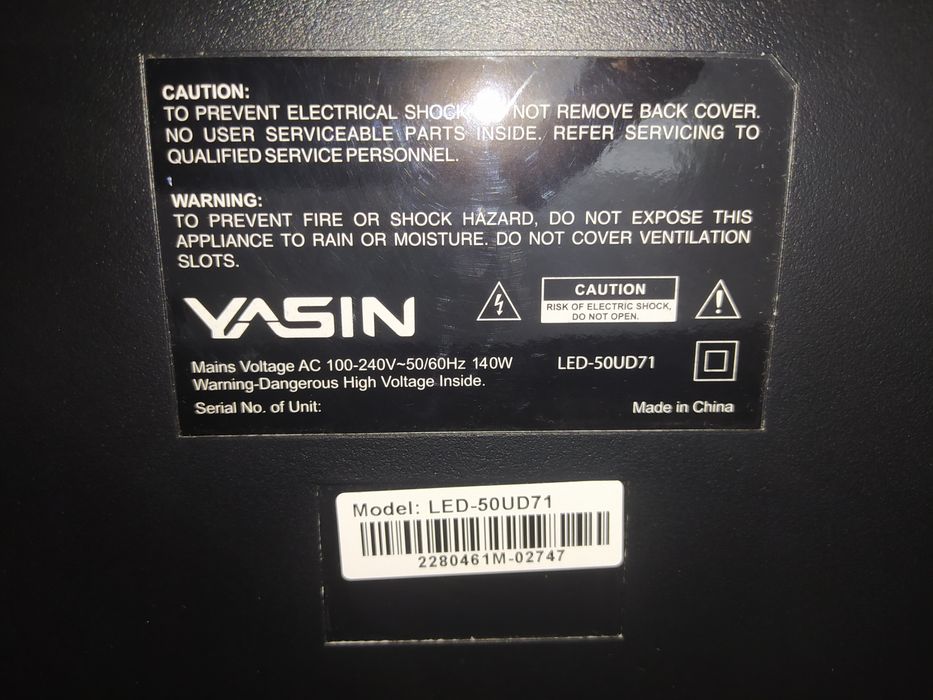 CAUTION:
TO PREVENT ELECTRICAL SHOCK NOT REMOVE BACK COVER.
NO USER SERVICEABLE PARTS INSIDE. REFER SERVICING TO
QUALIFIED SERVICE PERSONNEL.
WARNING:
TO PREVENT FIRE OR SHOCK HAZARD, DO NOT EXPOSE THIS
APPLIANCE TO RAIN OR MOISTURE. DO NOT COVER VENTILATION
SLOTS.
YASIN
CAUTION
RISK OF ELECTRIC SHOCK,
DO NOT OPEN.
Mains Voltage AC 100-240V~50/60Hz 140W
LED-50UD71
Warning-Dangerous High Voltage Inside.
Serial No. of Unit:
Made in China
Model: LED-50UD71
2280461M-02747